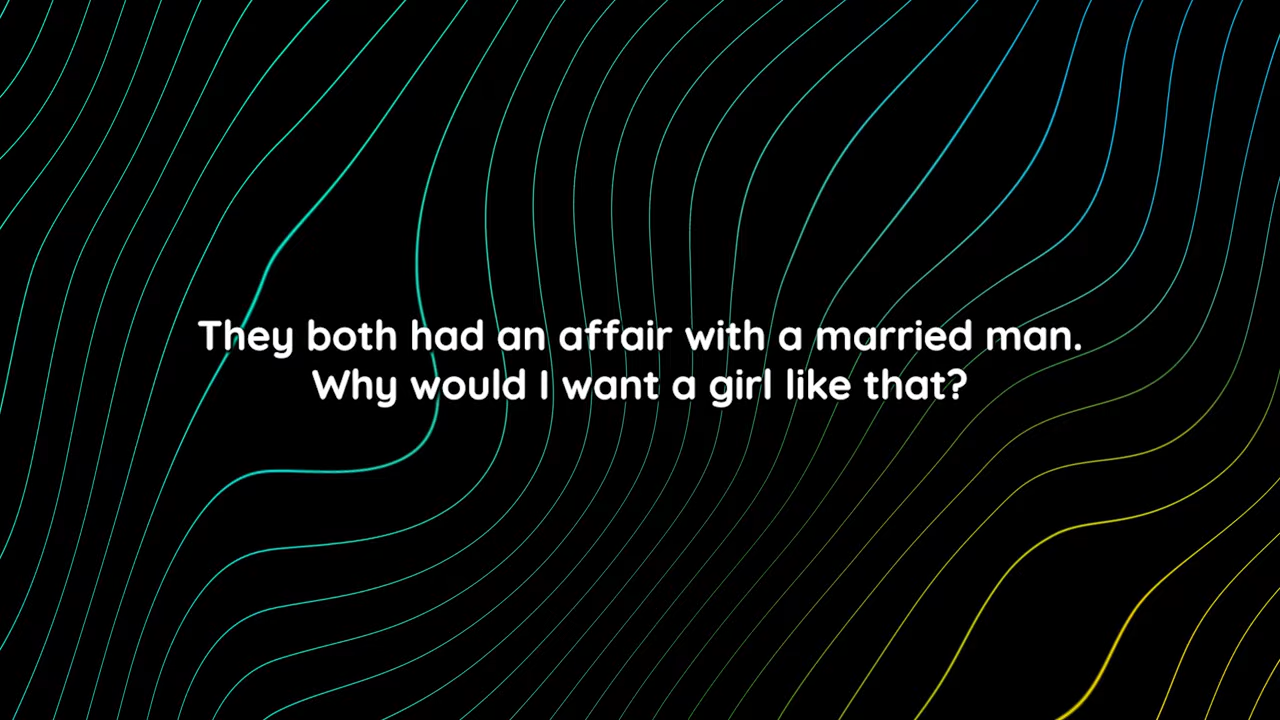 They both had an affair with a married man.
Why would I want a girl like that?